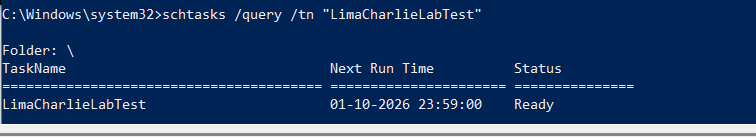 C:\Windows\system32>schtasks /query /tn "LimaCharlieLabTest"
Folder: \
TaskName                                 Next Run Time          Status
======================================== ====================== ===============
LimaCharlieLabTest                       01-10-2026 23:59:00    Ready